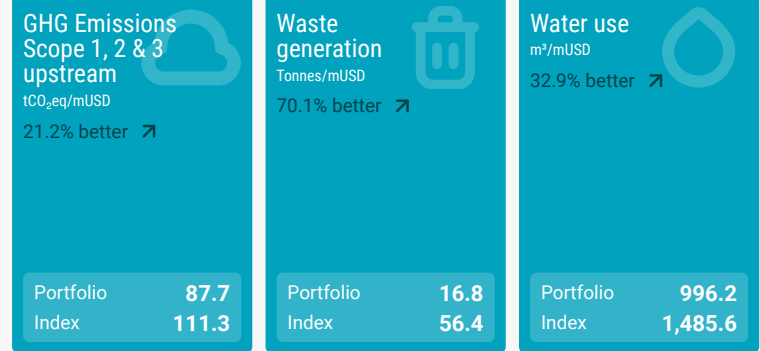 GHG Emissions
Scope 1, 2 & 3
upstream
tCO₂eq/mUSD
21.2% better
Portfolio 87.7
Index 111.3
Waste
generation
Tonnes/mUSD
70.1% better
Portfolio 16.8
Index 56.4
Water use
m³/mUSD
32.9% better
Portfolio 996.2
Index 1,485.6